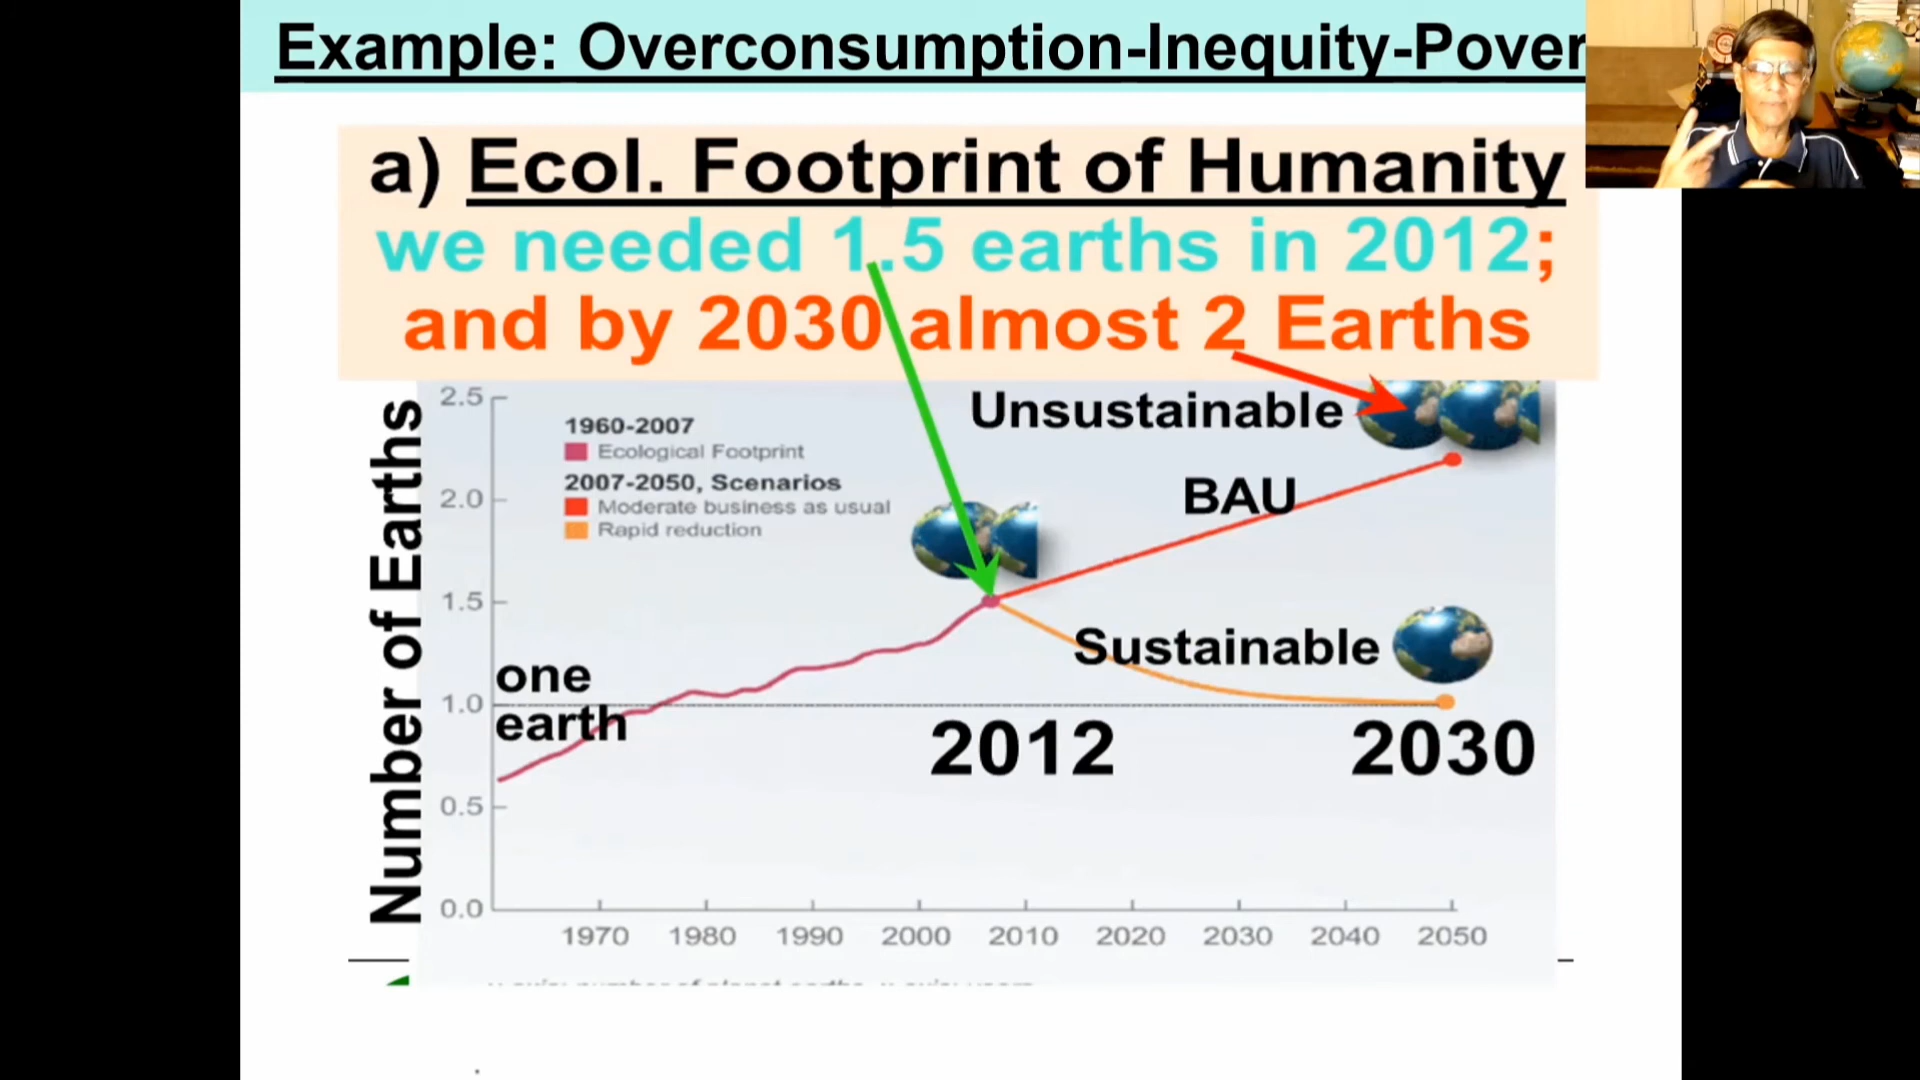 Example: Overconsumption-Inequity-Pover
a) Ecol. Footprint of Humanity
we needed 1.5 earths in 2012;
and by 2030 almost 2 Earths
Number of Earths
2.5
2.0
1.5
1.0
0.5
0.0
1960-2007
Ecological Footprint
2007-2050, Scenarios
Moderate business as usual
Rapid reduction
Unsustainable
BAU
Sustainable
one
earth
2012
2030
1970 1980 1990 2000 2010 2020 2030 2040 2050